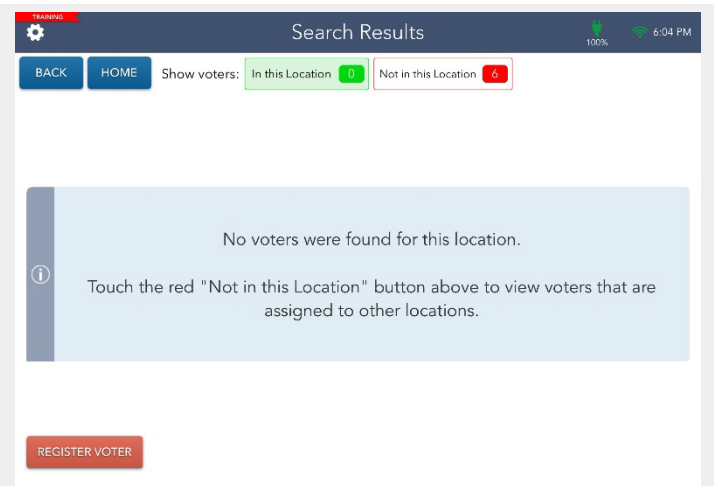 TRAINING
Search Results
100%
6:04 PM
BACK
HOME
Show voters:
In this Location 0
Not in this Location 6
No voters were found for this location.
Touch the red "Not in this Location" button above to view voters that are
assigned to other locations.
REGISTER VOTER